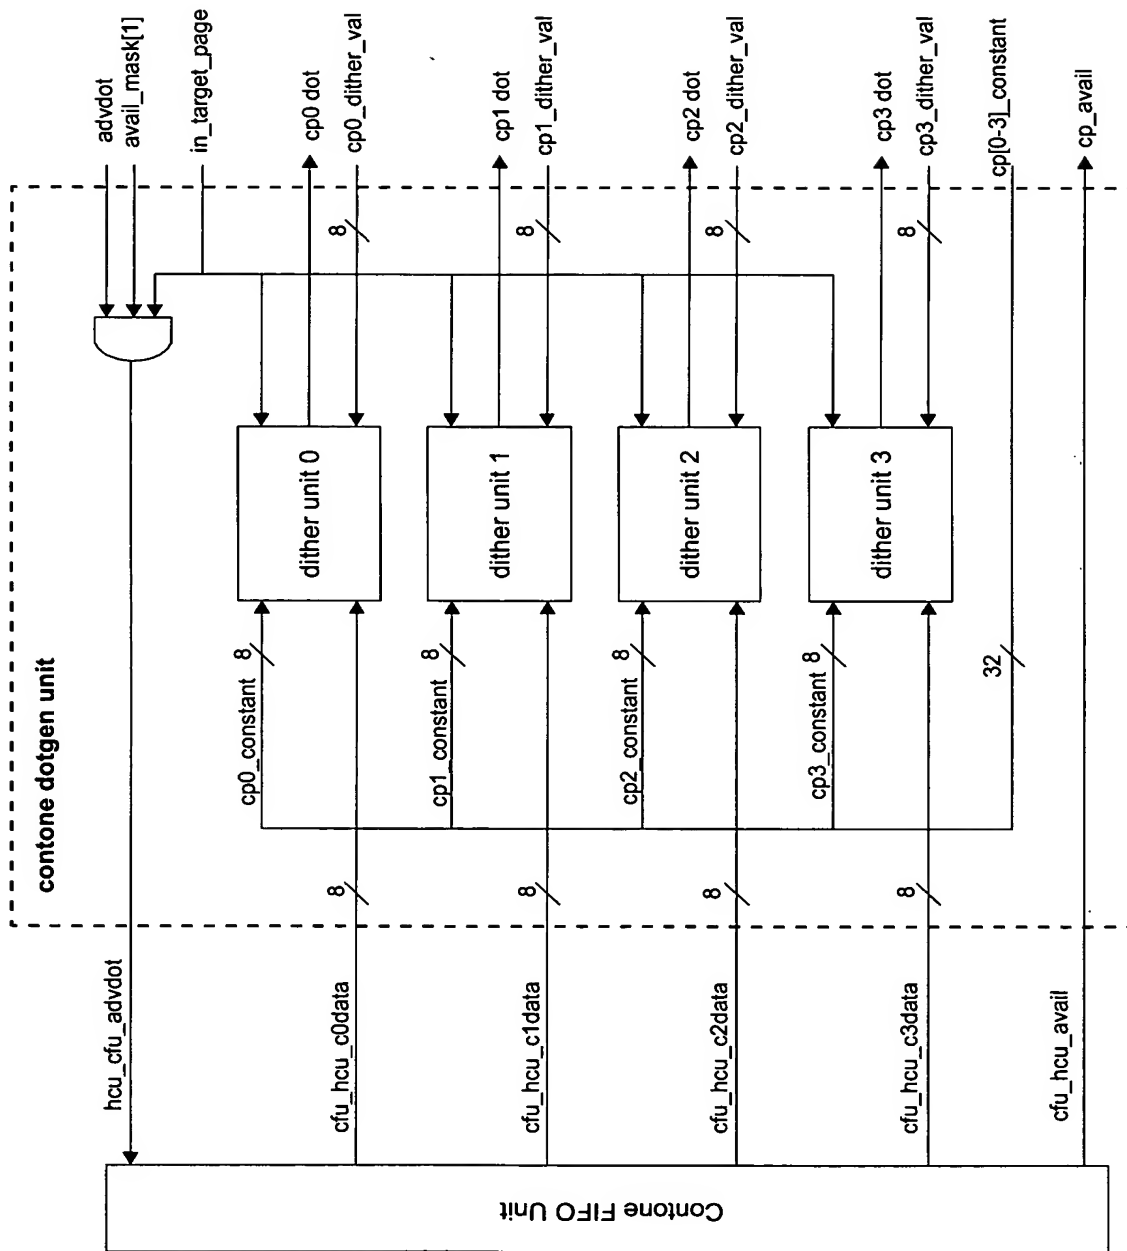 contone dotgen unit
advdot
avail_mask[1]
in_target_page
cp0 dot
cp0_dither_val
cp1 dot
cp1_dither_val
cp2 dot
cp2_dither_val
cp3 dot
cp3_dither_val
cp[0-3]_constant
cp_avail
8
8
8
8
dither unit 0
dither unit 1
dither unit 2
dither unit 3
cp0_constant
8
cp1_constant
8
cp2_constant
8
cp3_constant
8
32
8
8
8
8
hcu_cfu_advdot
cfu_hcu_c0data
cfu_hcu_c1data
cfu_hcu_c2data
cfu_hcu_c3data
cfu_hcu_avail
Contone FIFO Unit